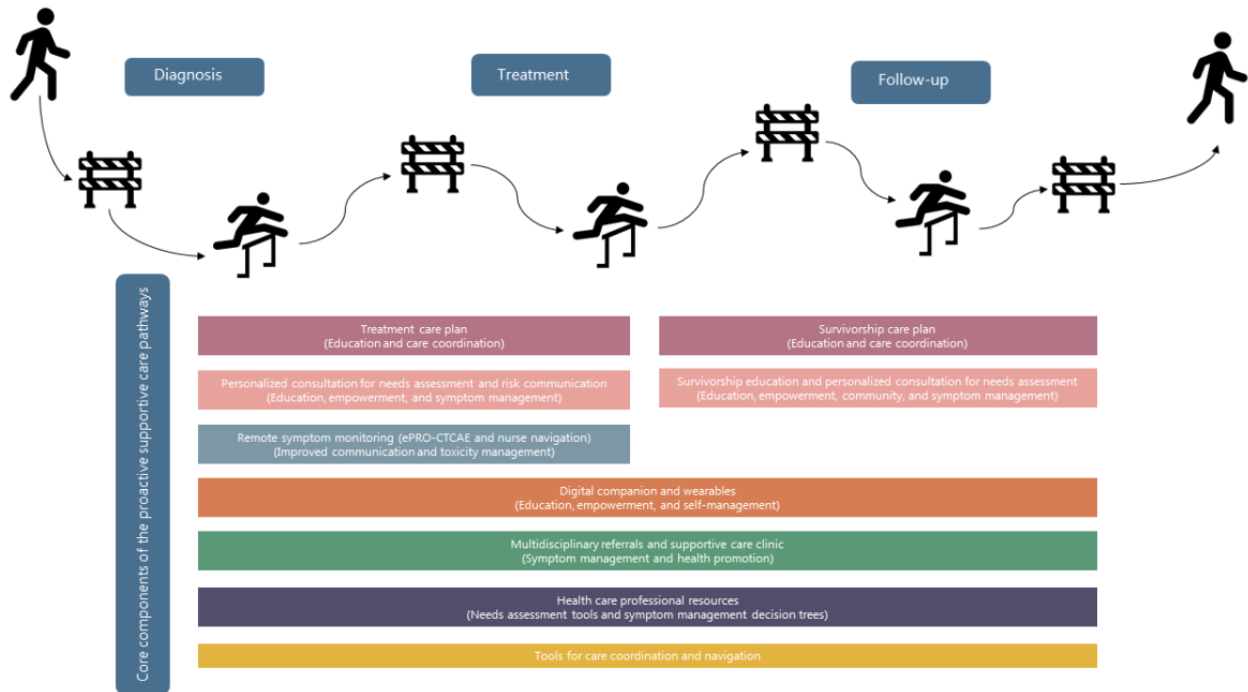 Diagnosis
Treatment
Follow-up
Core components of the proactive supportive care pathways
Treatment care plan
(Education and care coordination)
Survivorship care plan
(Education and care coordination)
Personalized consultation for needs assessment and risk communication
(Education, empowerment, and symptom management)
Survivorship education and personalized consultation for needs assessment
(Education, empowerment, community, and symptom management)
Remote symptom monitoring (ePRO-CTCAE and nurse navigation)
(Improved communication and toxicity management)
Digital companion and wearables
(Education, empowerment, and self-management)
Multidisciplinary referrals and supportive care clinic
(Symptom management and health promotion)
Health care professional resources
(Needs assessment tools and symptom management decision trees)
Tools for care coordination and navigation